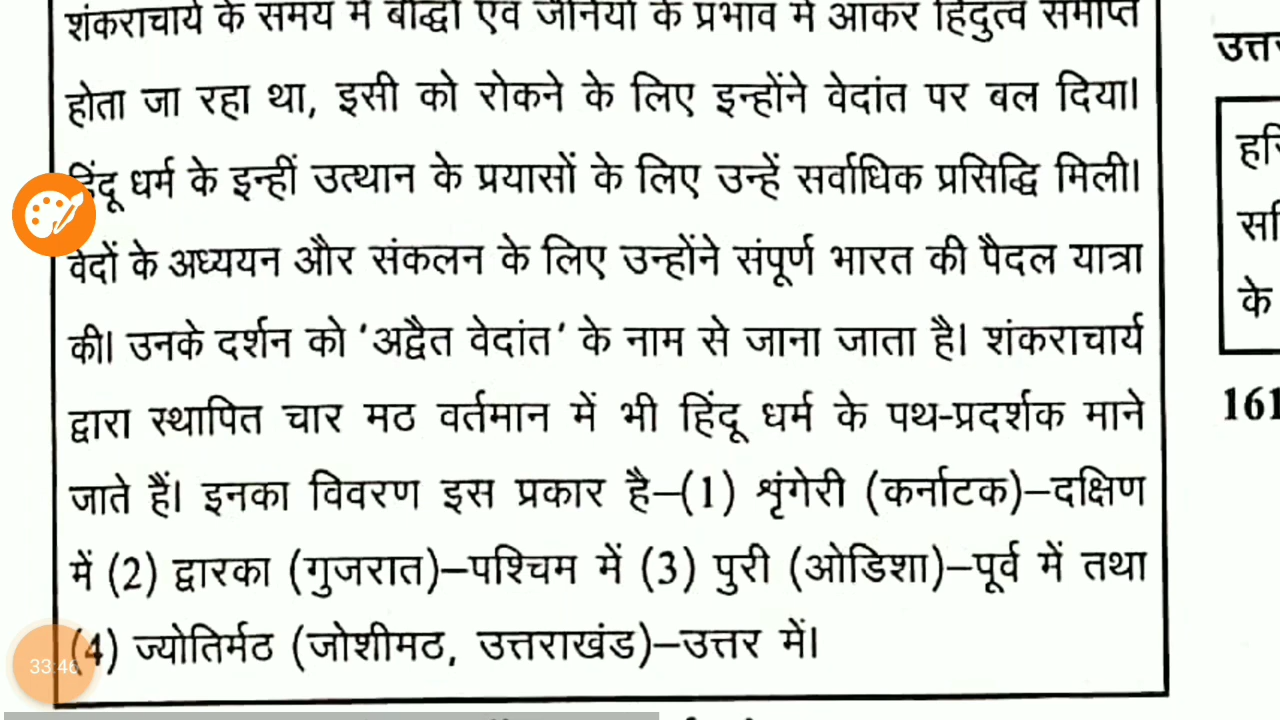 शंकराचार्य के समय में बौद्धों एवं जैनियों के प्रभाव में आकर हिंदुत्व समाप्त
होता जा रहा था, इसी को रोकने के लिए इन्होंने वेदांत पर बल दिया।
हिंदू धर्म के इन्हीं उत्थान के प्रयासों के लिए उन्हें सर्वाधिक प्रसिद्धि मिली।
वेदों के अध्ययन और संकलन के लिए उन्होंने संपूर्ण भारत की पैदल यात्रा
की। उनके दर्शन को ‘अद्वैत वेदांत’ के नाम से जाना जाता है। शंकराचार्य
द्वारा स्थापित चार मठ वर्तमान में भी हिंदू धर्म के पथ-प्रदर्शक माने
जाते हैं। इनका विवरण इस प्रकार है–(1) शृंगेरी (कर्नाटक)–दक्षिण
में (2) द्वारका (गुजरात)–पश्चिम में (3) पुरी (ओडिशा)–पूर्व में तथा
(4) ज्योतिर्मठ (जोशीमठ, उत्तराखंड)–उत्तर में।
33:46
के
161